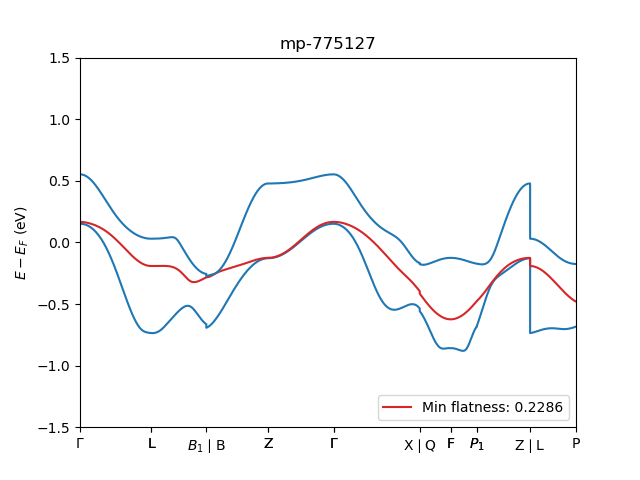 mp-775127
E − E_F (eV)
1.5
1.0
0.5
0.0
−0.5
−1.0
−1.5
Min flatness: 0.2286
Γ L B₁ | B Z Γ X | Q F P₁ Z | L P